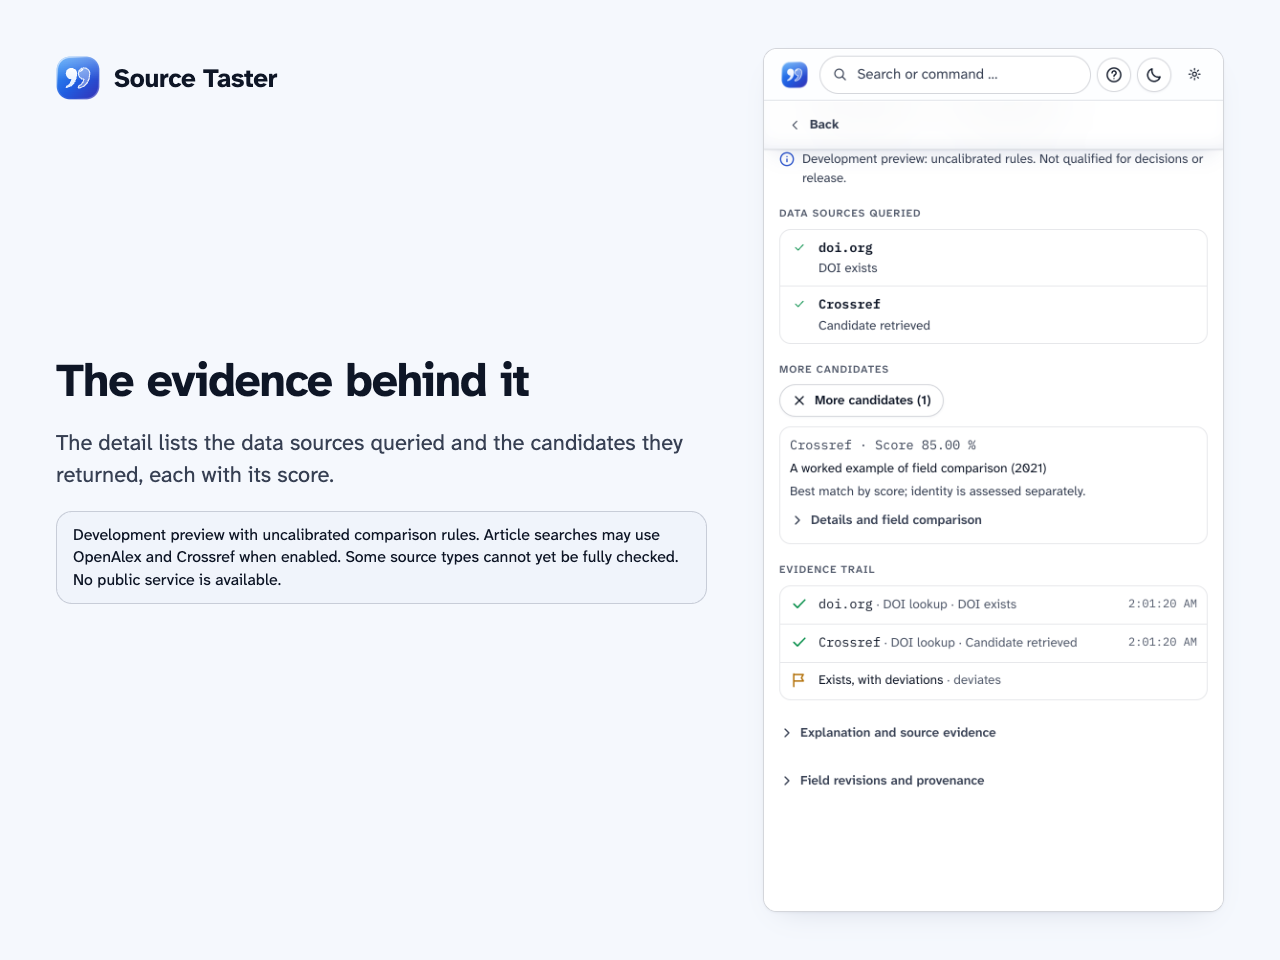 Source Taster
The evidence behind it
The detail lists the data sources queried and the candidates they
returned, each with its score.
Development preview with uncalibrated comparison rules. Article searches may use
OpenAlex and Crossref when enabled. Some source types cannot yet be fully checked.
No public service is available.
Search or command ...
Back
Development preview: uncalibrated rules. Not qualified for decisions or
release.
DATA SOURCES QUERIED
doi.org
DOI exists
Crossref
Candidate retrieved
MORE CANDIDATES
More candidates (1)
Crossref · Score 85.00 %
A worked example of field comparison (2021)
Best match by score; identity is assessed separately.
Details and field comparison
EVIDENCE TRAIL
doi.org · DOI lookup · DOI exists 2:01:20 AM
Crossref · DOI lookup · Candidate retrieved 2:01:20 AM
Exists, with deviations · deviates
Explanation and source evidence
Field revisions and provenance